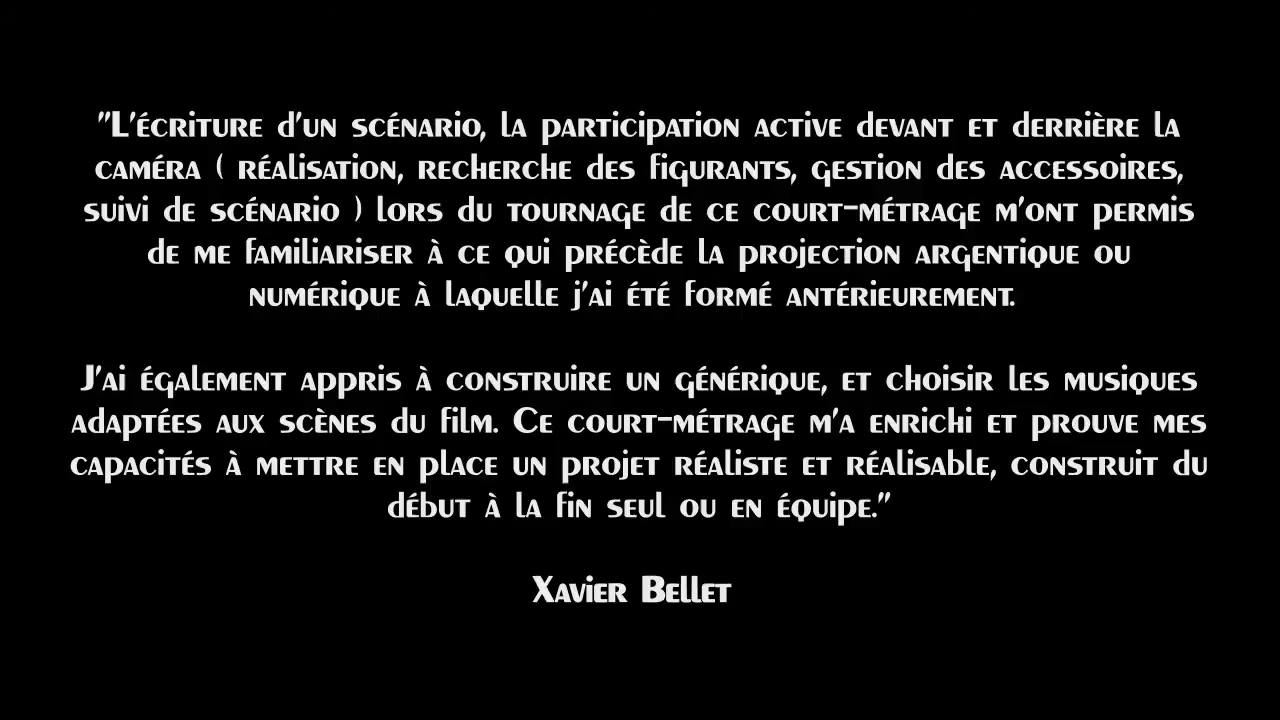 "L'écriture d'un scénario, la participation active devant et derrière la
caméra ( réalisation, recherche des figurants, gestion des accessoires,
suivi de scénario ) lors du tournage de ce court-métrage m'ont permis
de me familiariser à ce qui précède la projection argentique ou
numérique à laquelle j'ai été formé antérieurement.
J'ai également appris à construire un générique, et choisir les musiques
adaptées aux scènes du film. Ce court-métrage m'a enrichi et prouve mes
capacités à mettre en place un projet réaliste et réalisable, construit du
début à la fin seul ou en équipe."
Xavier Bellet